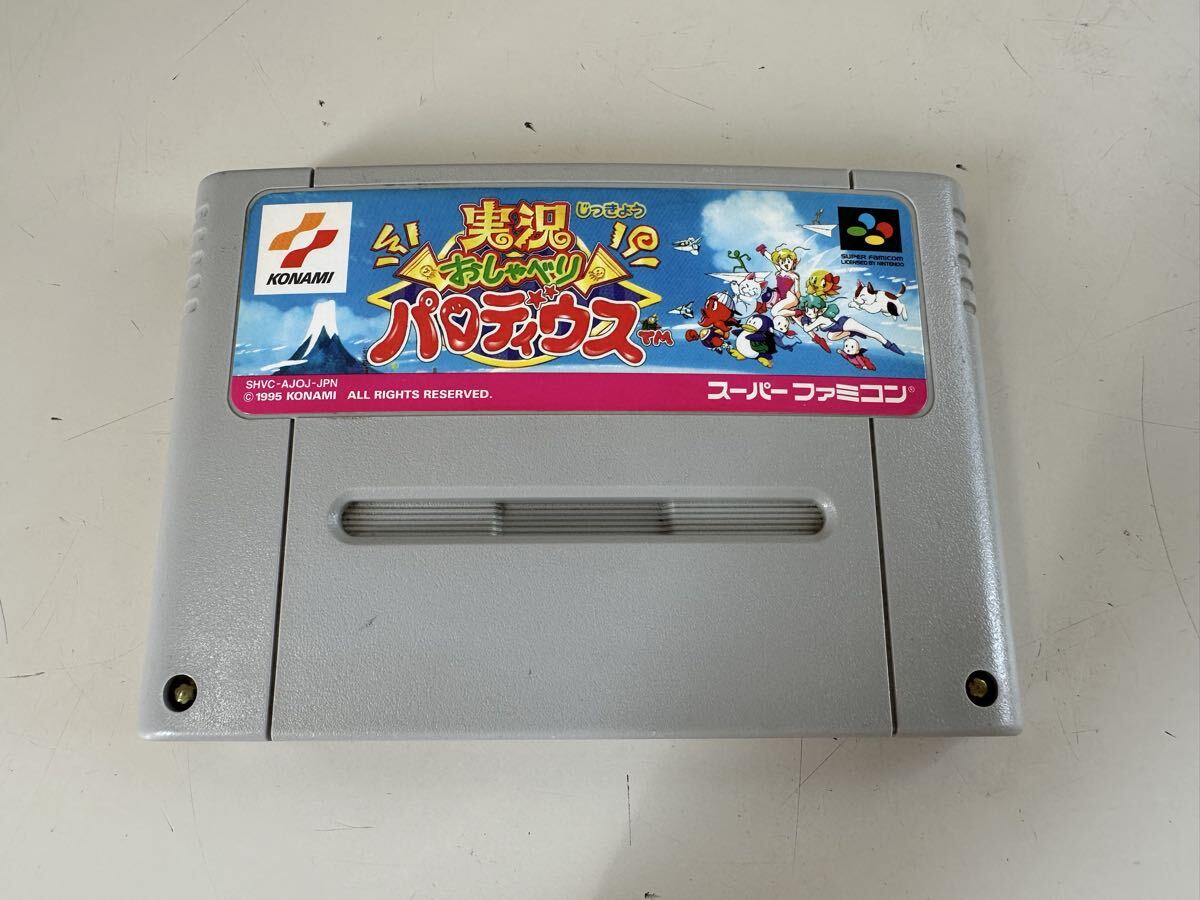 KONAMI
実況
じっきょう
おしゃべり
パロディウス
TM
SUPER FAMICOM
LICENSED BY NINTENDO
SHVC-AJOJ-JPN
©1995 KONAMI ALL RIGHTS RESERVED.
スーパーファミコン®